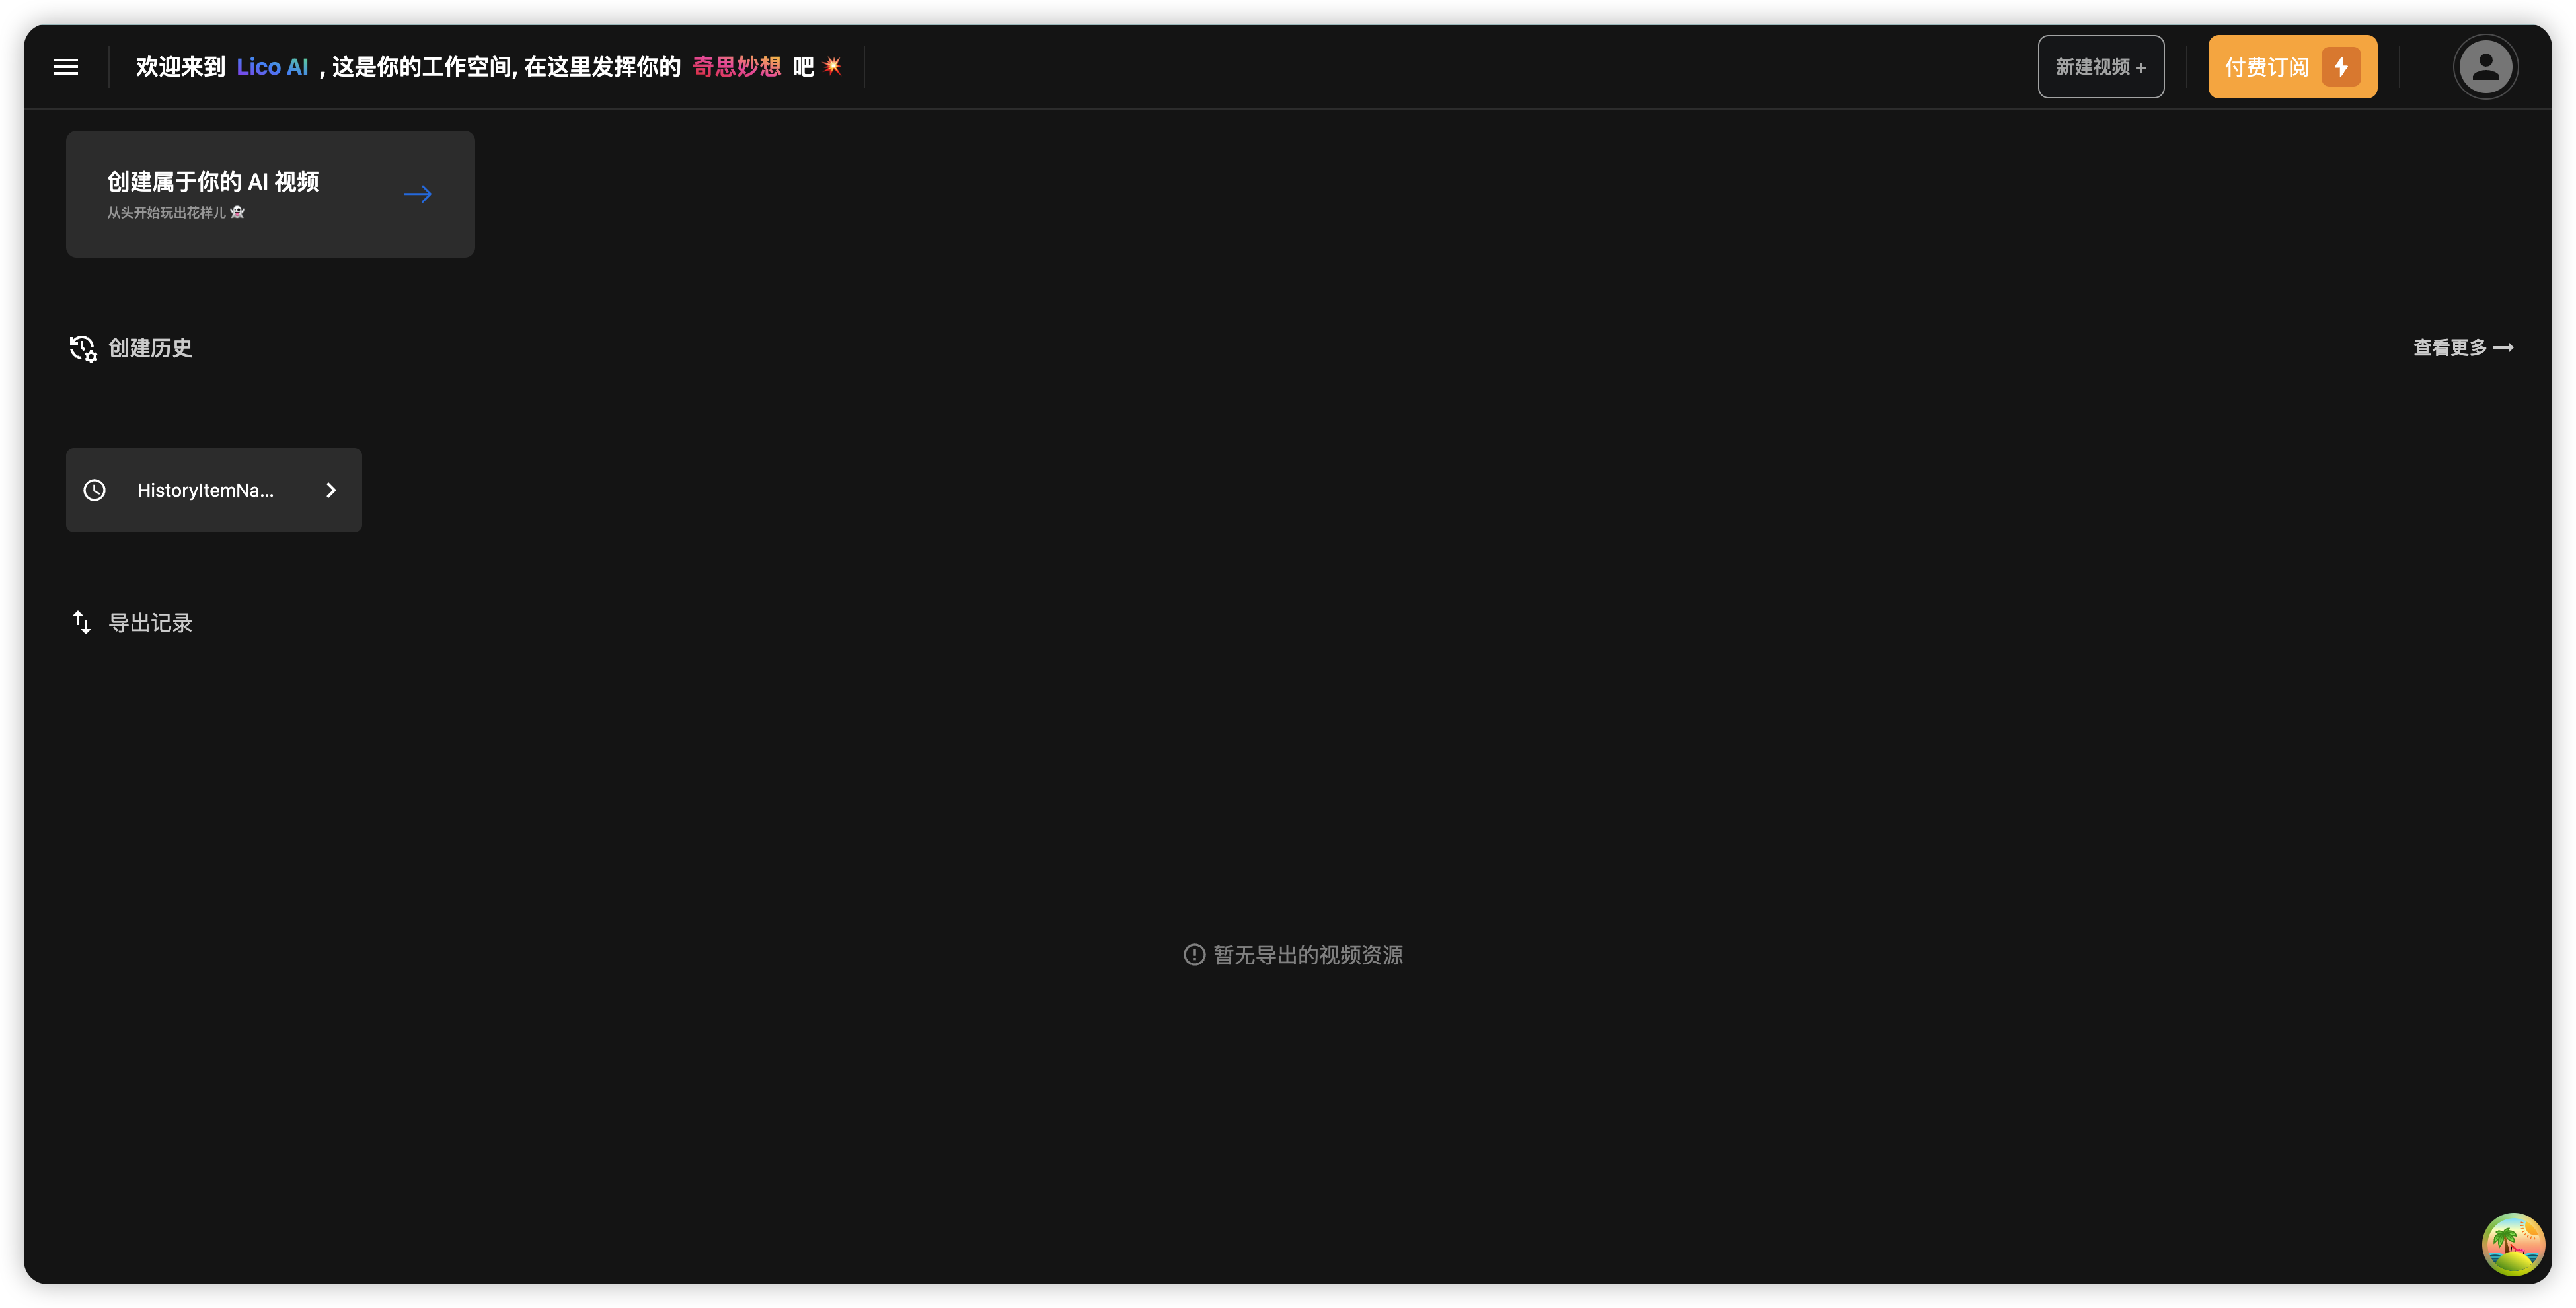 欢迎来到 Lico AI , 这是你的工作空间, 在这里发挥你的 奇思妙想 吧 💥
新建视频 +
付费订阅
创建属于你的 AI 视频
从头开始玩出花样儿 👻
创建历史
查看更多
HistoryItemNa...
导出记录
暂无导出的视频资源